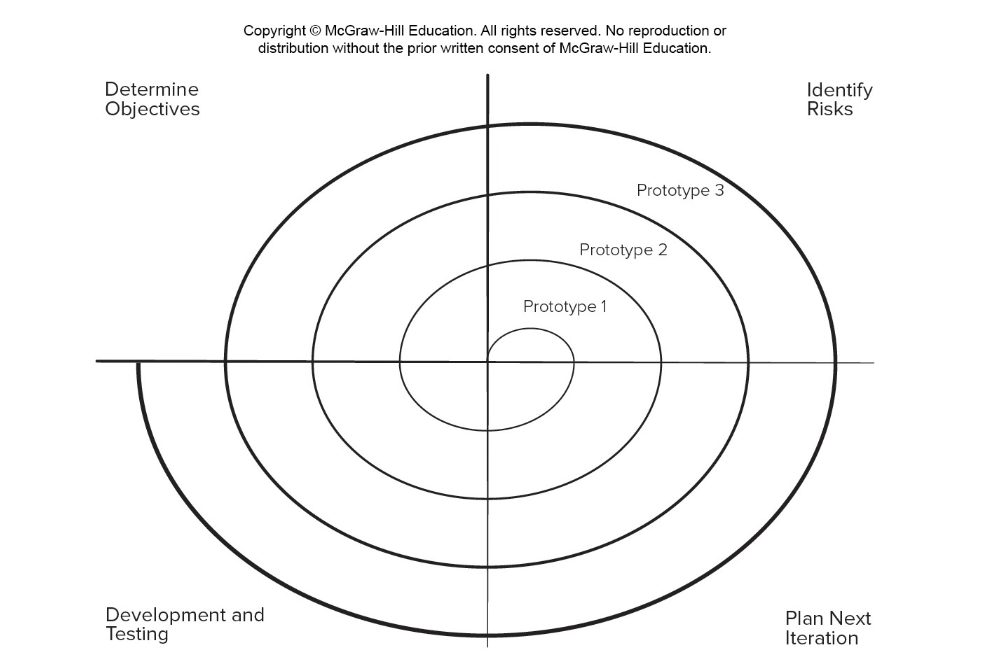 Copyright © McGraw-Hill Education. All rights reserved. No reproduction or
distribution without the prior written consent of McGraw-Hill Education.
Determine
Objectives
Identify
Risks
Prototype 3
Prototype 2
Prototype 1
Development and
Testing
Plan Next
Iteration